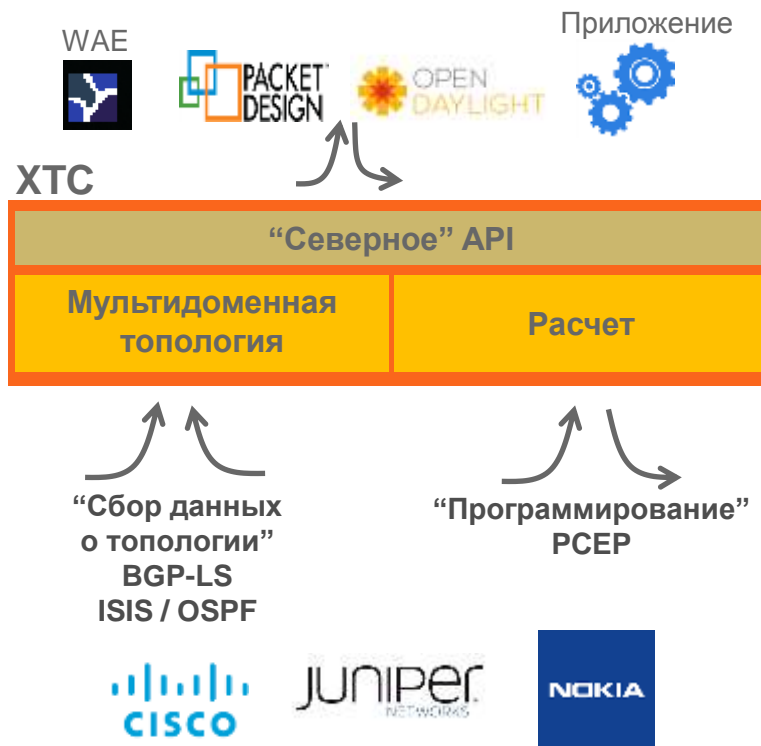 WAE
Приложение
PACKET
DESIGN
OPEN
DAYLIGHT
XTC
“Северное” API
Мультидоменная
топология
Расчет
“Сбор данных
о топологии”
BGP-LS
ISIS / OSPF
“Программирование”
PCEP
CISCO
JUNIPER
NETWORKS
NOKIA